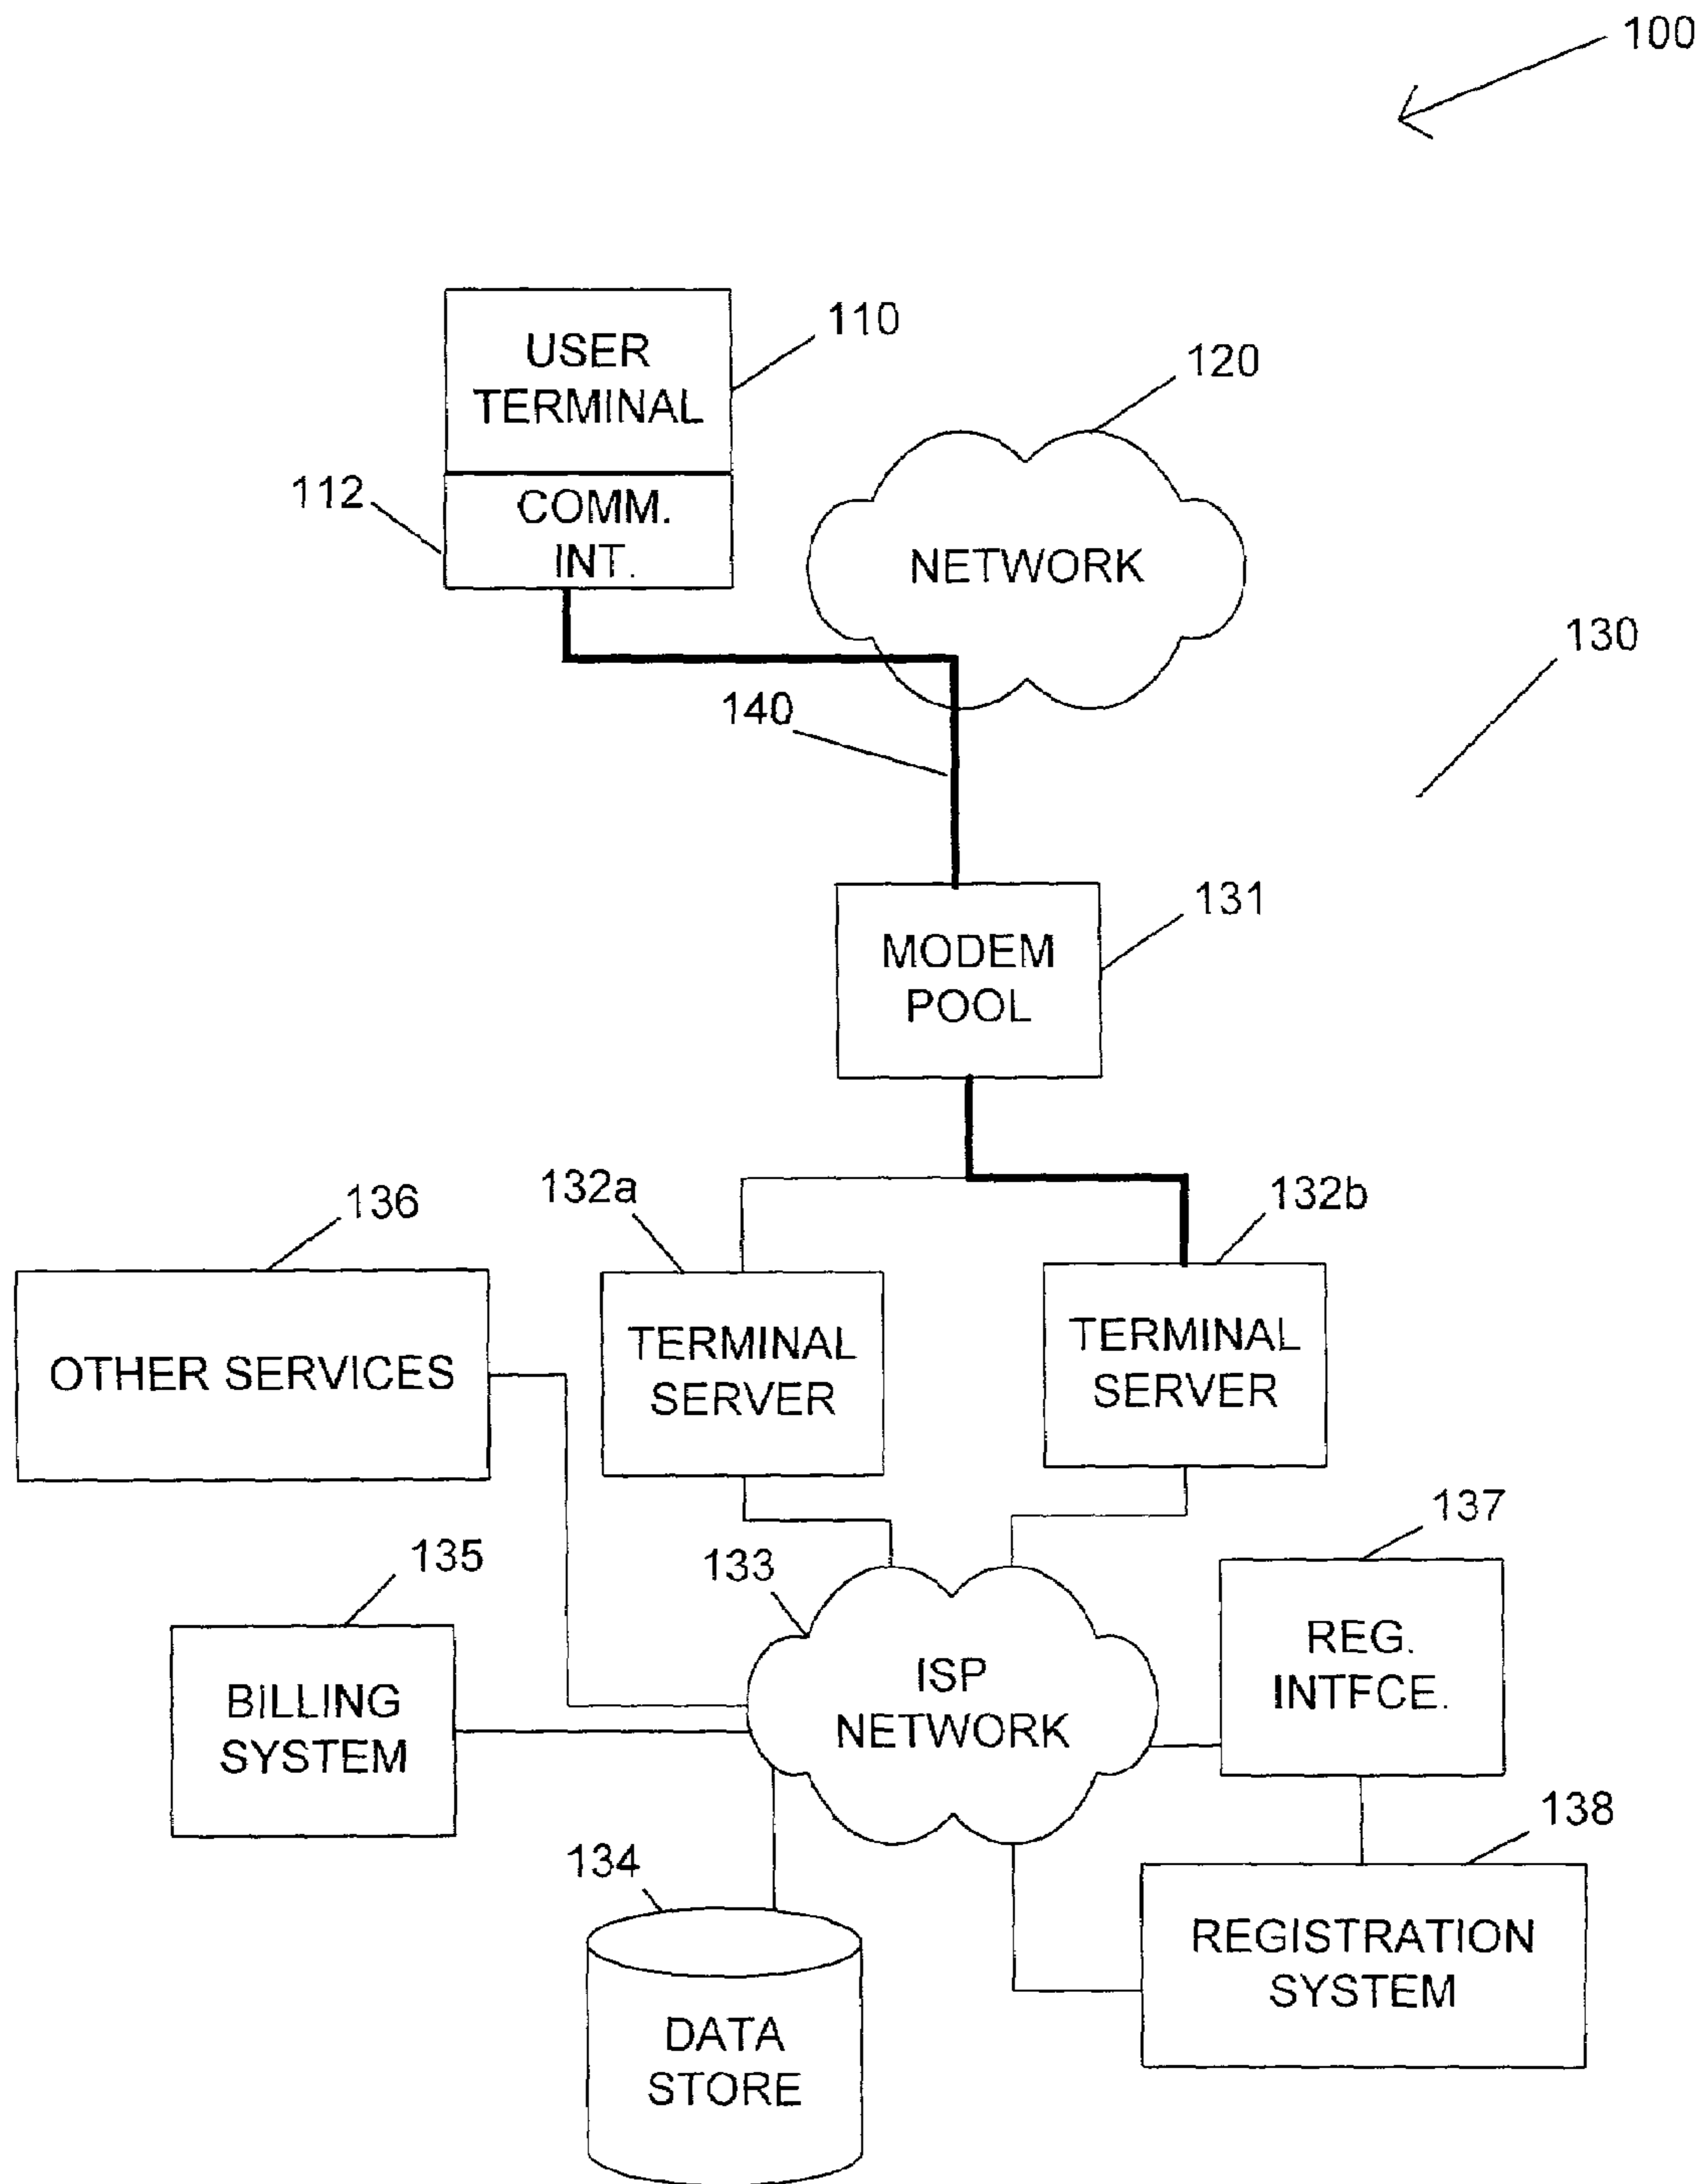 100
USER
TERMINAL
110
120
112
COMM.
INT.
NETWORK
130
140
MODEM
POOL
131
136
132a
132b
OTHER SERVICES
TERMINAL
SERVER
TERMINAL
SERVER
137
135
133
BILLING
SYSTEM
ISP
NETWORK
REG.
INTFCE.
138
134
REGISTRATION
SYSTEM
DATA
STORE